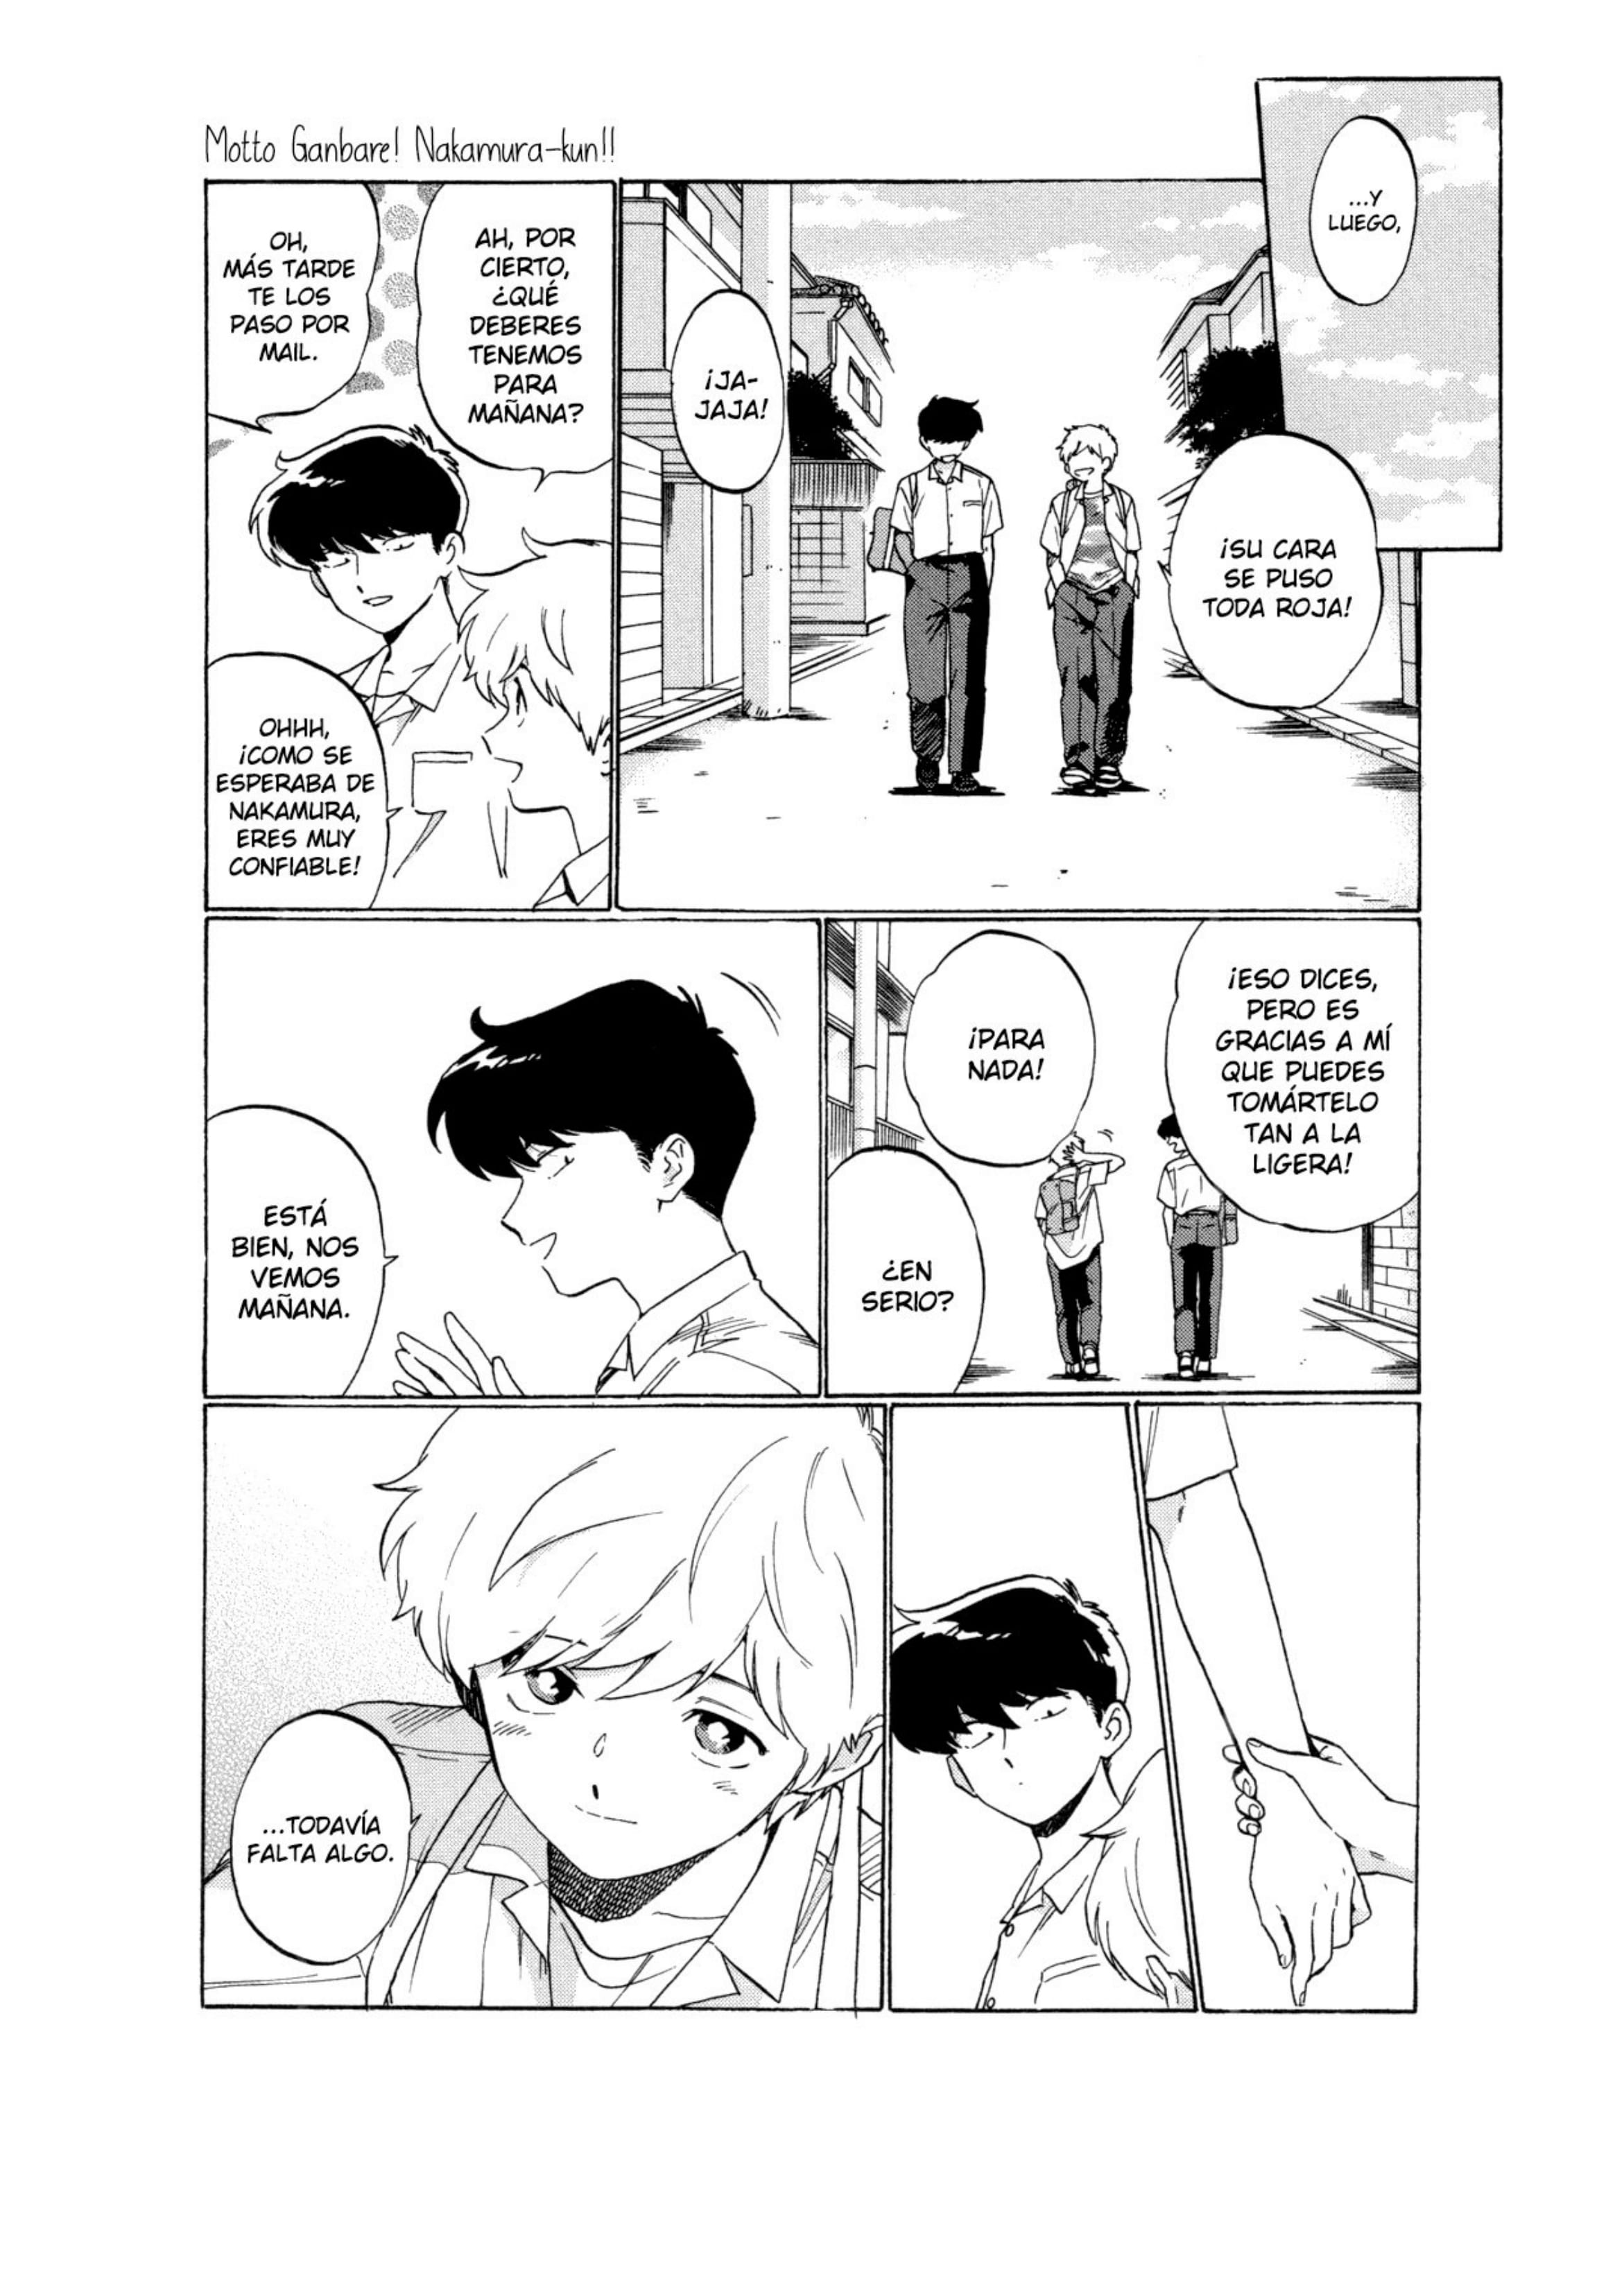 Motto Ganbare! Nakamura-kun!!
...Y
LUEGO,
¡SU CARA
SE PUSO
TODA ROJA!
¡JA-
JAJA!
AH, POR
CIERTO,
¿QUÉ
DEBERES
TENEMOS
PARA
MAÑANA?
OH,
MÁS TARDE
TE LOS
PASO POR
MAIL.
OHHH,
¡COMO SE
ESPERABA DE
NAKAMURA,
ERES MUY
CONFIABLE!
¡ESO DICES,
PERO ES
GRACIAS A MÍ
QUE PUEDES
TOMÁRTELO
TAN A LA
LIGERA!
¡PARA
NADA!
¿EN
SERIO?
ESTÁ
BIEN, NOS
VEMOS
MAÑANA.
...TODAVÍA
FALTA ALGO.